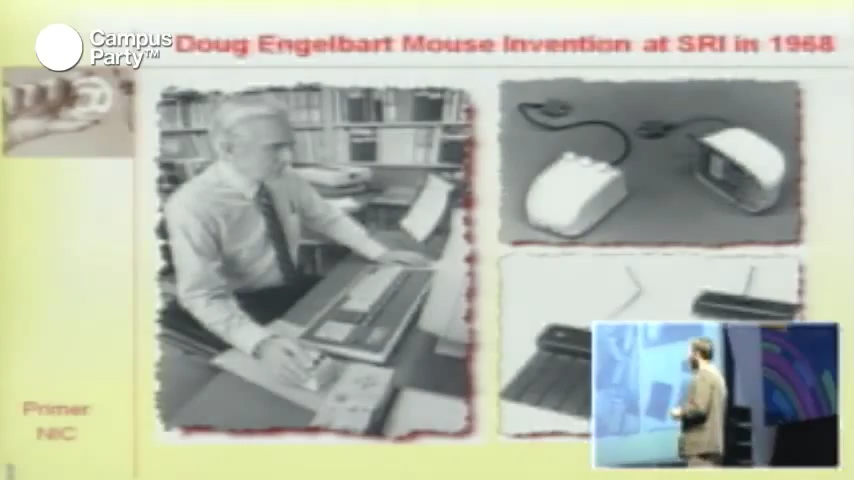 Campus
Party™
Doug Engelbart Mouse Invention at SRI in 1968
Primer
NIC